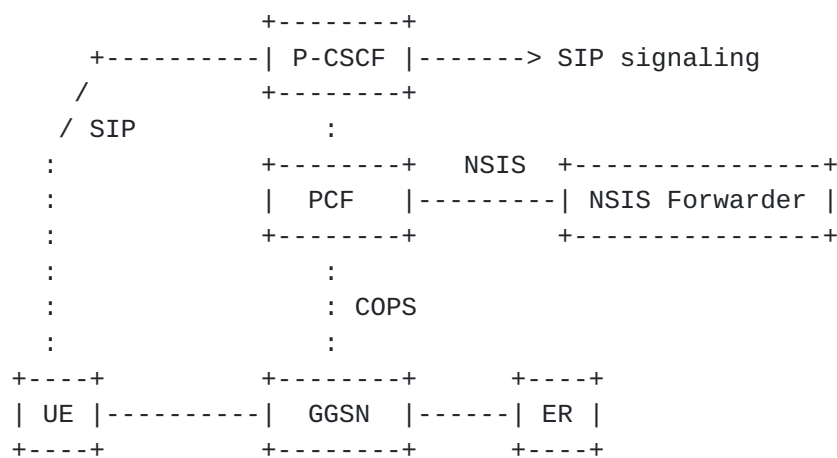 P-CSCF SIP signaling
SIP
NSIS
PCF NSIS Forwarder
COPS
UE GGSN ER